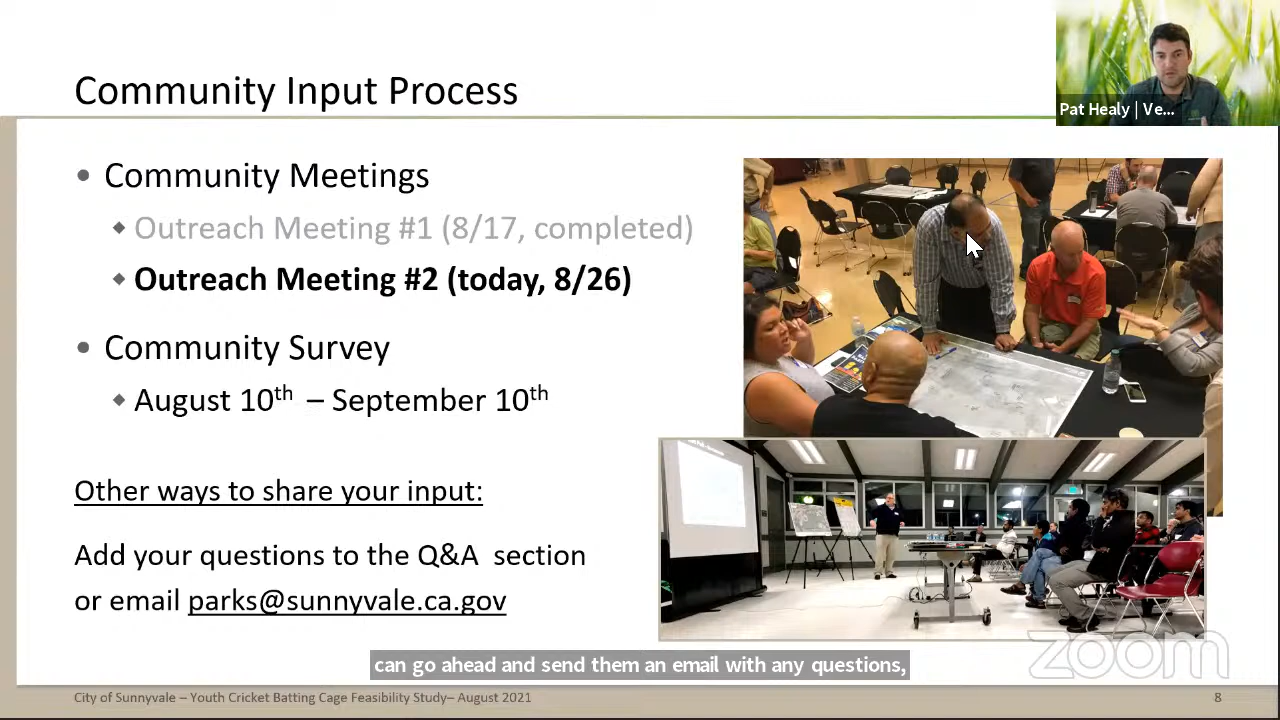 Community Input Process
Pat Healy | Ve...
• Community Meetings
◆ Outreach Meeting #1 (8/17, completed)
◆ Outreach Meeting #2 (today, 8/26)
• Community Survey
◆ August 10th – September 10th
Other ways to share your input:
Add your questions to the Q&A section
or email parks@sunnyvale.ca.gov
zoom
can go ahead and send them an email with any questions,
City of Sunnyvale – Youth Cricket Batting Cage Feasibility Study– August 2021
8